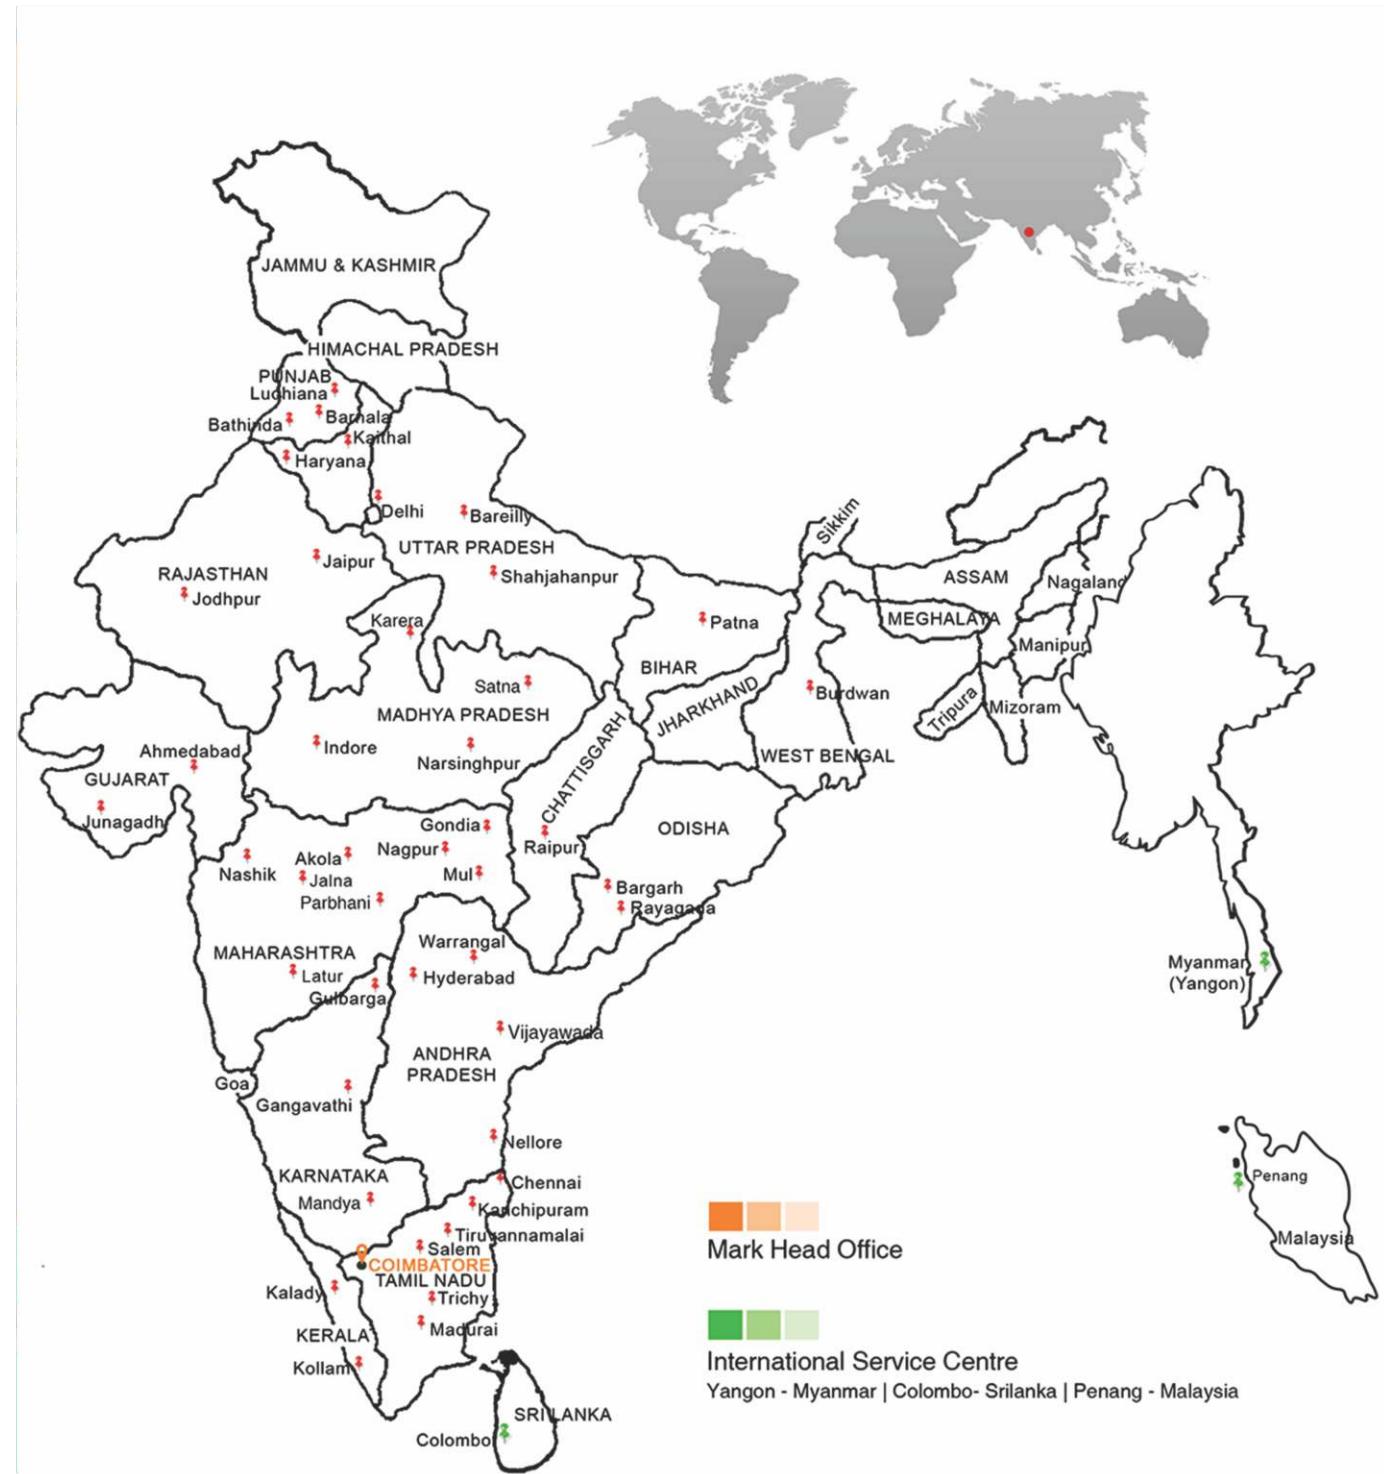 JAMMU & KASHMIR
HIMACHAL PRADESH
PUNJAB
Ludhiana
Barnala
Bathinda
Kaithal
Haryana
Delhi
Bareilly
Sikkim
UTTAR PRADESH
Jaipur
RAJASTHAN
Shahjahanpur
ASSAM
Nagaland
Jodhpur
Karera
Patna
MEGHALAYA
Manipur
BIHAR
Satna
JHARKHAND
Burdwan
Tripura
Mizoram
MADHYA PRADESH
Indore
Ahmedabad
Narsinghpur
CHATTISGARH
WEST BENGAL
GUJARAT
Junagadh
Gondia
ODISHA
Nagpur
Raipur
Akola
Nashik
Jalna
Mul
Bargarh
Parbhani
Rayagada
Warrangal
MAHARASHTRA
Latur
Hyderabad
Myanmar
(Yangon)
Gulbarga
Vijayawada
ANDHRA
PRADESH
Goa
Gangavathi
Nellore
KARNATAKA
Chennai
Penang
Mandya
Kanchipuram
Tiruvannamalai
Malaysia
Salem
COIMBATORE
TAMIL NADU
Kalady
Trichy
Madurai
KERALA
Kollam
SRI LANKA
Colombo
Mark Head Office
International Service Centre
Yangon - Myanmar | Colombo- Srilanka | Penang - Malaysia